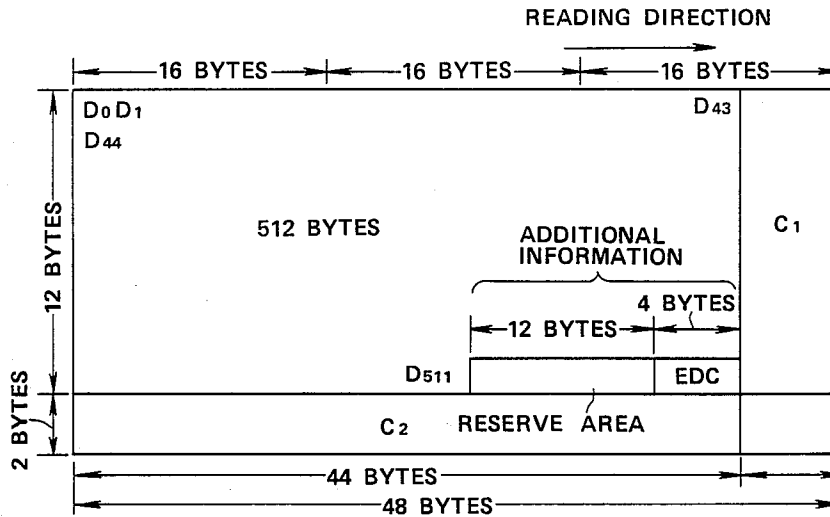 READING DIRECTION
16 BYTES
16 BYTES
16 BYTES
D0 D1
D43
D44
512 BYTES
C1
ADDITIONAL
INFORMATION
12 BYTES
4 BYTES
12 BYTES
D511
EDC
2 BYTES
C2
RESERVE AREA
44 BYTES
48 BYTES